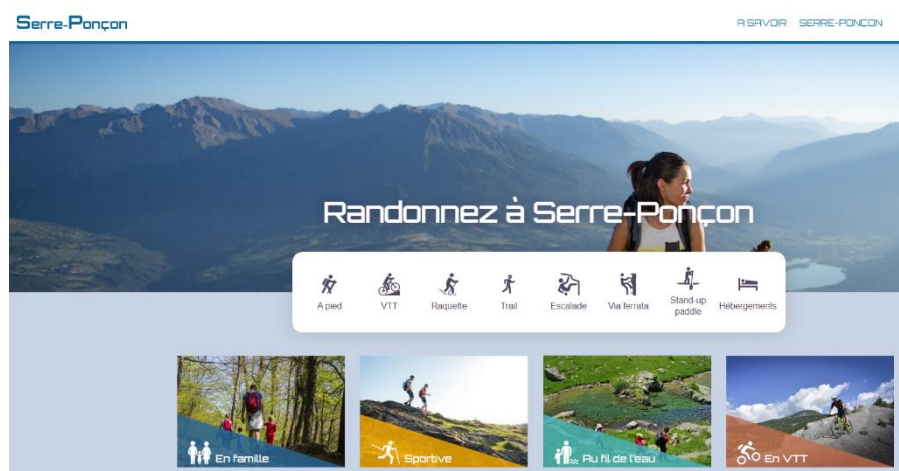 Serre-Ponçon
A SAVOIR SERRE-PONCON
Randonnez à Serre-Ponçon
A pied
VTT
Raquette
Trail
Escalade
Via ferrata
Stand-up
paddle
Hébergements
En famille
Sportive
Au fil de l'eau
En VTT